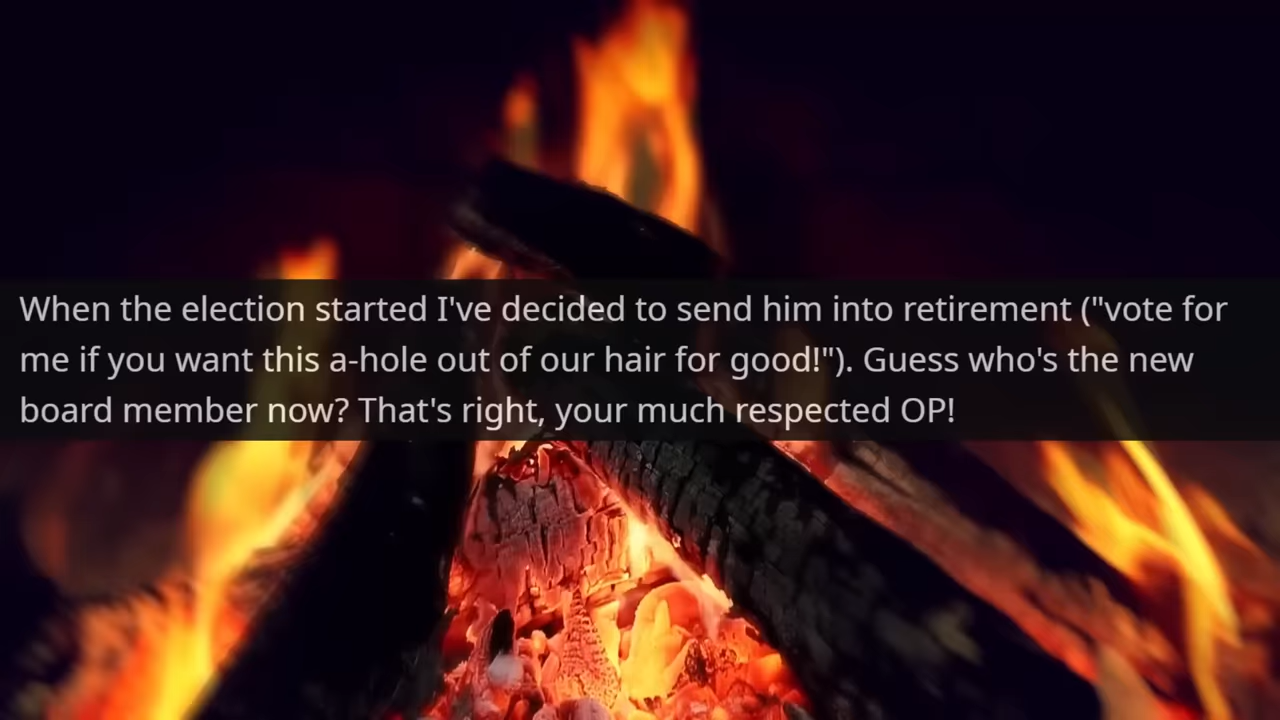 When the election started I've decided to send him into retirement ("vote for
me if you want this a-hole out of our hair for good!"). Guess who's the new
board member now? That's right, your much respected OP!